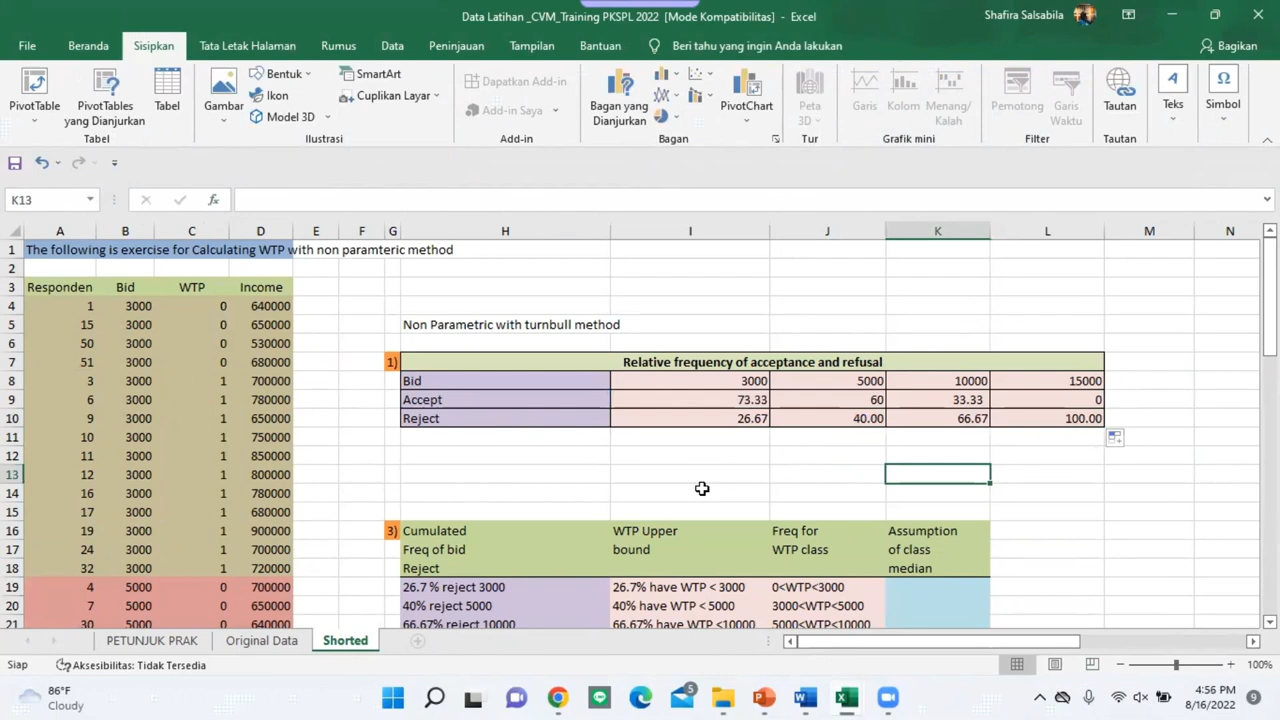 Data Latihan _CVM_Training PKSPL 2022 [Mode Kompatibilitas] - Excel
Shafira Salsabila
File Beranda Sisipkan Tata Letak Halaman Rumus Data Peninjauan Tampilan Bantuan Beri tahu yang ingin Anda lakukan Bagikan
PivotTable PivotTables yang Dianjurkan Tabel
Tabel
Gambar Bentuk Ikon Model 3D SmartArt Cuplikan Layar
Ilustrasi
Dapatkan Add-in
Add-in Saya
Add-in
Bagan yang Dianjurkan PivotChart
Bagan
Peta 3D
Tur
Garis Kolom Menang/ Kalah
Grafik mini
Pemotong Garis Waktu
Filter
Tautan
Tautan
Teks
Simbol
K13 fx
A B C D E F G H I J K L M N
1 The following is exercise for Calculating WTP with non paramteric method
2
3 Responden Bid WTP Income
4 1 3000 0 640000
5 15 3000 0 650000 Non Parametric with turnbull method
6 50 3000 0 530000
7 51 3000 0 680000 1) Relative frequency of acceptance and refusal
8 3 3000 1 700000 Bid 3000 5000 10000 15000
9 6 3000 1 780000 Accept 73.33 60 33.33 0
10 9 3000 1 650000 Reject 26.67 40.00 66.67 100.00
11 10 3000 1 750000
12 11 3000 1 850000
13 12 3000 1 800000
14 16 3000 1 780000
15 17 3000 1 680000
16 19 3000 1 900000 3) Cumulated WTP Upper Freq for Assumption
17 24 3000 1 700000 Freq of bid bound WTP class of class
18 32 3000 1 720000 Reject median
19 4 5000 0 700000 26.7 % reject 3000 26.7% have WTP < 3000 0<WTP<3000
20 7 5000 0 650000 40% reject 5000 40% have WTP < 5000 3000<WTP<5000
21 30 5000 0 640000 66.67% reject 10000 66.67% have WTP <10000 5000<WTP<10000
PETUNJUK PRAK Original Data Shorted
Siap Aksesibilitas: Tidak Tersedia 100%
86°F
Cloudy
5
4:56 PM
8/16/2022
9